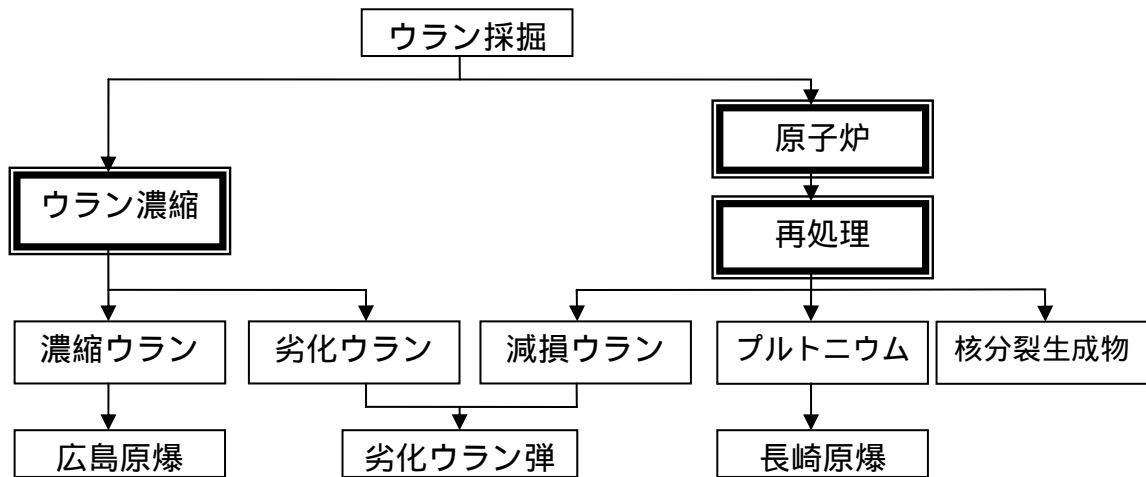 ウラン採掘
原子炉
ウラン濃縮
再処理
濃縮ウラン
劣化ウラン
減損ウラン
プルトニウム
核分裂生成物
広島原爆
劣化ウラン弾
長崎原爆